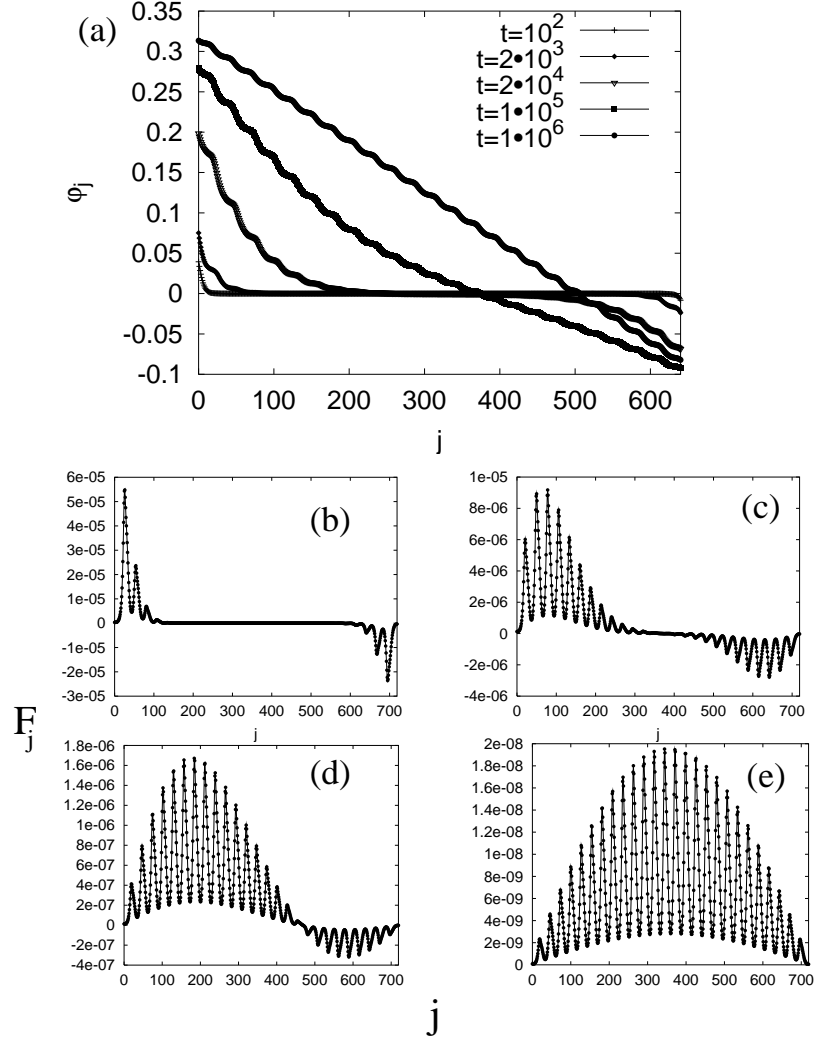 (a)
0.35
0.3
0.25
0.2
0.15
0.1
0.05
0
-0.05
-0.1
φj
t=10^2
t=2•10^3
t=2•10^4
t=1•10^5
t=1•10^6
0 100 200 300 400 500 600
j
(b)
6e-05
5e-05
4e-05
3e-05
2e-05
1e-05
0
-1e-05
-2e-05
-3e-05
0 100 200 300 400 500 600 700
j
(c)
1e-05
8e-06
6e-06
4e-06
2e-06
0
-2e-06
-4e-06
0 100 200 300 400 500 600 700
j
Fj
(d)
1.8e-06
1.6e-06
1.4e-06
1.2e-06
1e-06
8e-07
6e-07
4e-07
2e-07
0
-2e-07
-4e-07
0 100 200 300 400 500 600 700
(e)
2e-08
1.8e-08
1.6e-08
1.4e-08
1.2e-08
1e-08
8e-09
6e-09
4e-09
2e-09
0
0 100 200 300 400 500 600 700
j